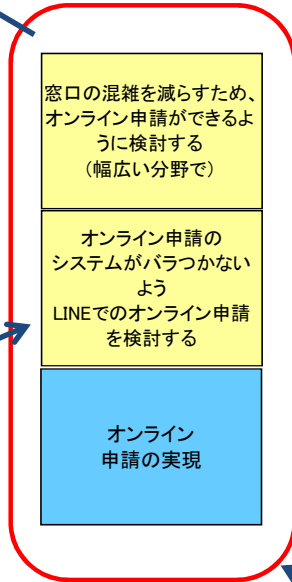 窓口の混雑を減らすため、
オンライン申請ができるよ
うに検討する
（幅広い分野で）
オンライン申請の
システムがバラつかない
よう
LINEでのオンライン申請
を検討する
オンライン
申請の実現